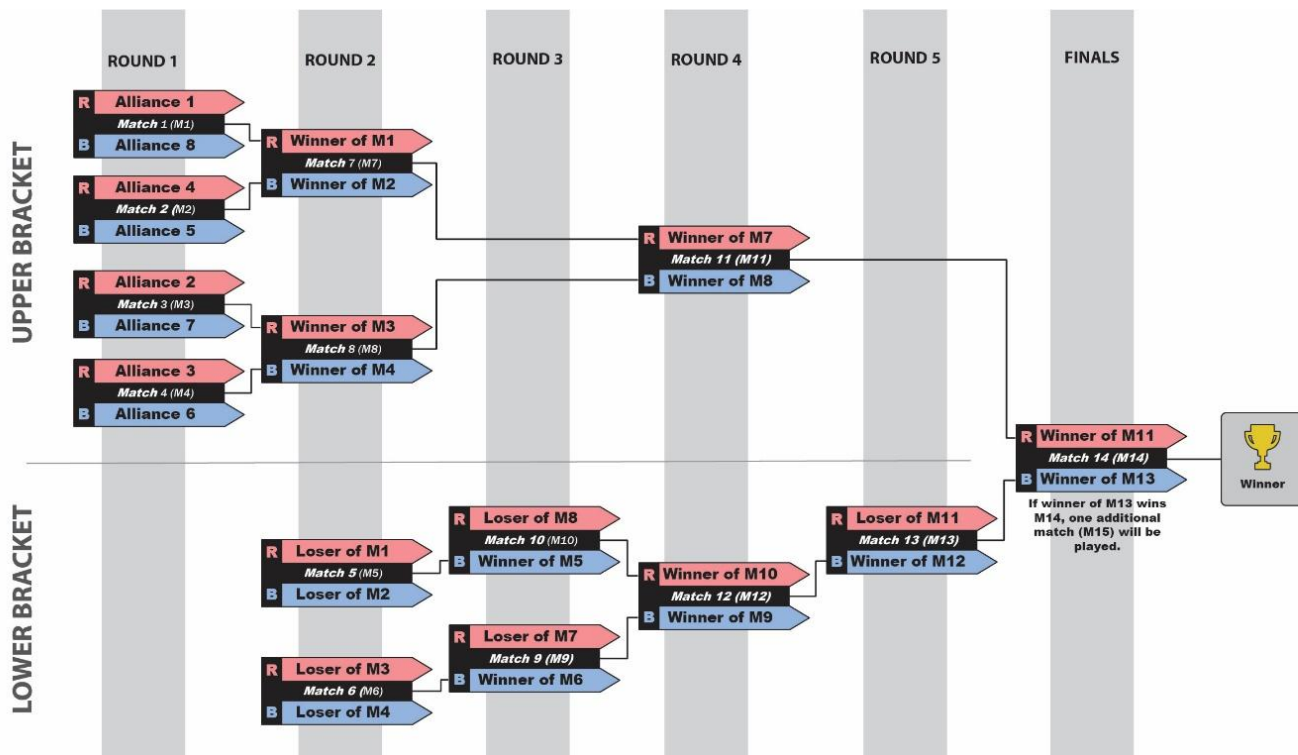 ROUND 1
ROUND 2
ROUND 3
ROUND 4
ROUND 5
FINALS
UPPER BRACKET
R Alliance 1
Match 1 (M1)
B Alliance 8
R Alliance 4
Match 2 (M2)
B Alliance 5
R Alliance 2
Match 3 (M3)
B Alliance 7
R Alliance 3
Match 4 (M4)
B Alliance 6
R Winner of M1
Match 7 (M7)
B Winner of M2
R Winner of M3
Match 8 (M8)
B Winner of M4
R Winner of M7
Match 11 (M11)
B Winner of M8
R Winner of M11
Match 14 (M14)
B Winner of M13
If winner of M13 wins
M14, one additional
match (M15) will be
played.
Winner
LOWER BRACKET
R Loser of M1
Match 5 (M5)
B Loser of M2
R Loser of M3
Match 6 (M6)
B Loser of M4
R Loser of M8
Match 10 (M10)
B Winner of M5
R Loser of M7
Match 9 (M9)
B Winner of M6
R Winner of M10
Match 12 (M12)
B Winner of M9
R Loser of M11
Match 13 (M13)
B Winner of M12